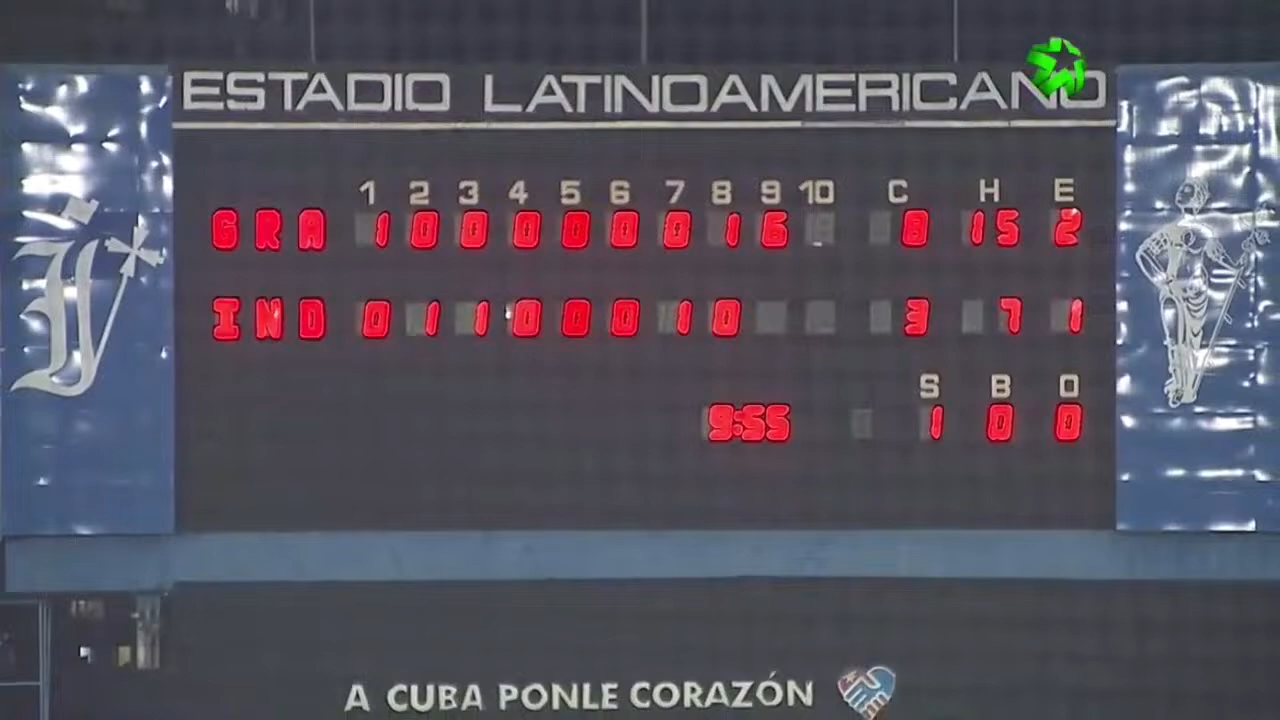 ESTADIO LATINOAMERICANO
1 2 3 4 5 6 7 8 9 10 C H E
GRA 1 0 0 0 0 0 0 1 6 8 15 2
IND 0 1 1 0 0 0 1 0 3 7 1
S B O
9:55 1 0 0
A CUBA PONLE CORAZÓN